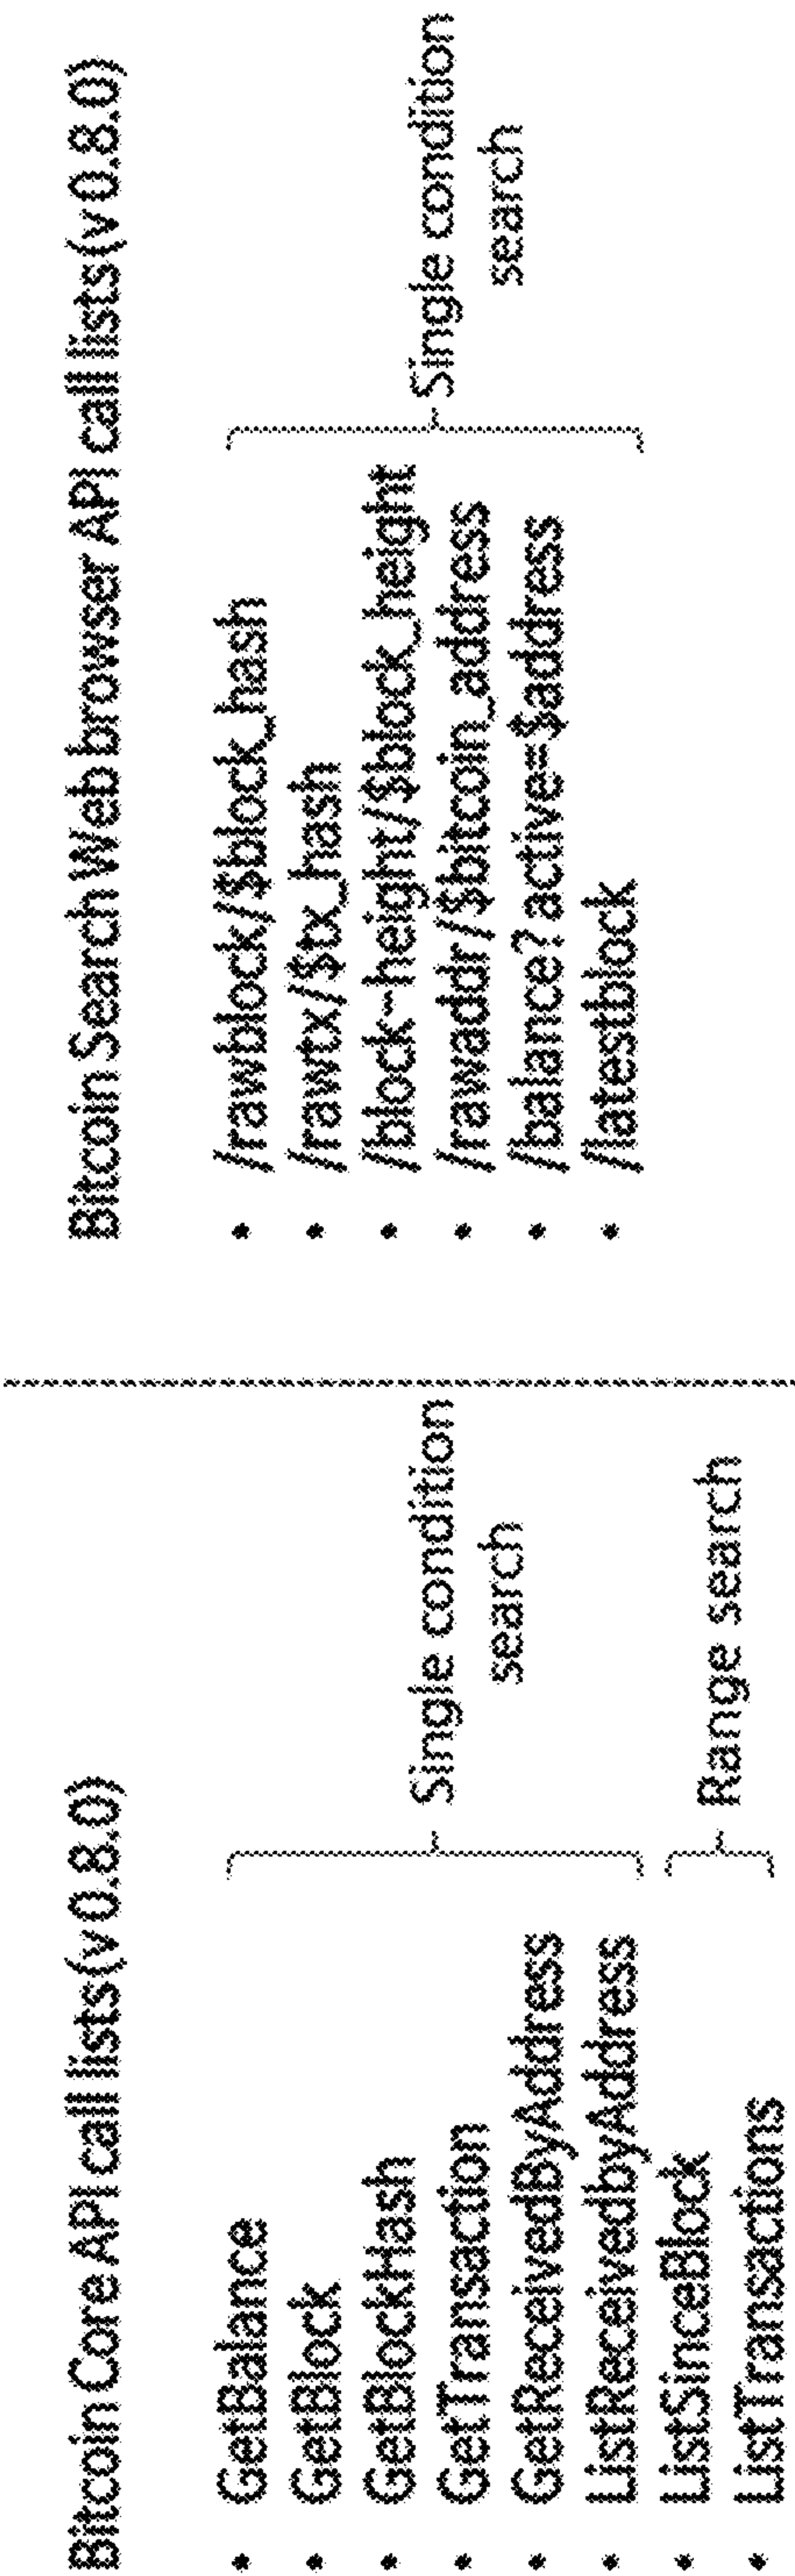 Bitcoin Core API call lists(v 0.8.0)
• GetBalance
• GetBlock
• GetBlockHash
• GetTransaction
• GetReceivedByAddress
• ListReceivedbyAddress
• ListSinceBlock
• ListTransactions
Single condition
search
Range search
Bitcoin Search Web browser API call lists(v 0.8.0)
• /rawblock/$block_hash
• /rawtx/$tx_hash
• /block-height/$block_height
• /rawaddr/$bitcoin_address
• /balance?active=$address
• /latestblock
Single condition
search